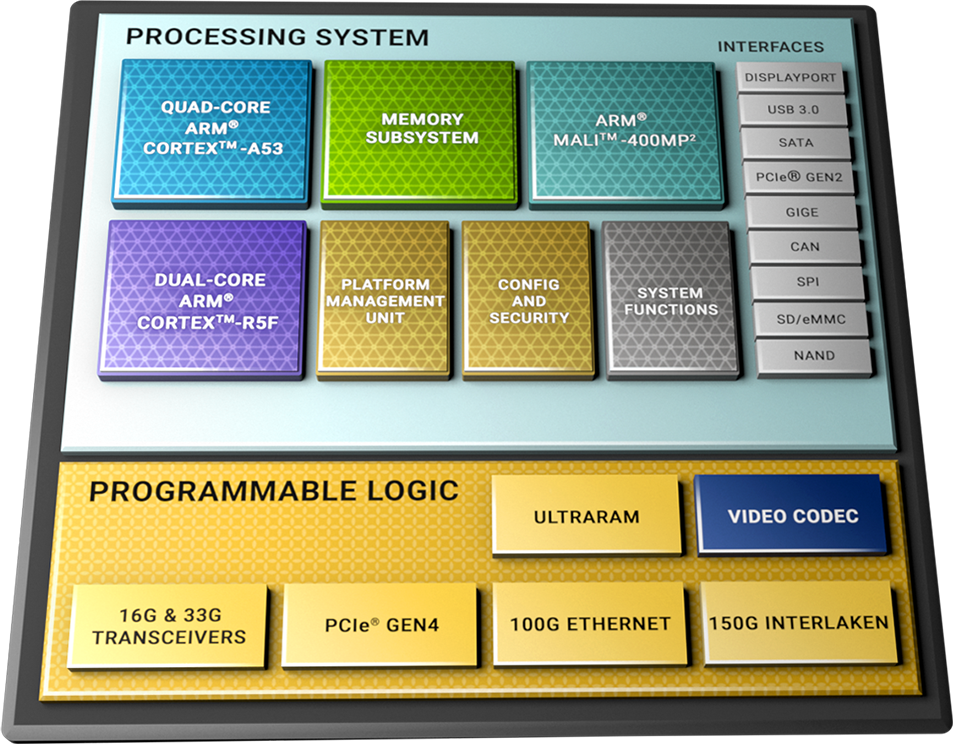 PROCESSING SYSTEM
INTERFACES
QUAD-CORE
ARM®
CORTEX™-A53
MEMORY
SUBSYSTEM
ARM®
MALI™-400MP²
DISPLAYPORT
USB 3.0
SATA
PCIe® GEN2
GIGE
CAN
SPI
SD/eMMC
NAND
DUAL-CORE
ARM®
CORTEX™-R5F
PLATFORM
MANAGEMENT
UNIT
CONFIG
AND
SECURITY
SYSTEM
FUNCTIONS
PROGRAMMABLE LOGIC
ULTRARAM
VIDEO CODEC
16G & 33G
TRANSCEIVERS
PCIe® GEN4
100G ETHERNET
150G INTERLAKEN